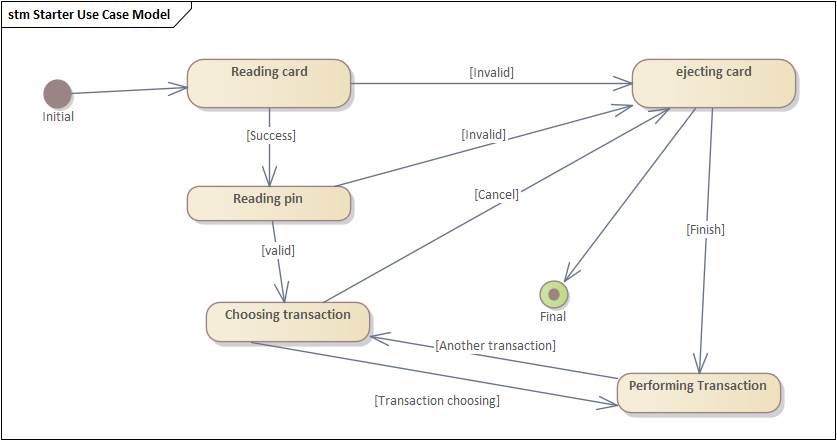 stm Starter Use Case Model
Reading card
[Invalid]
ejecting card
Initial
[Success]
[Invalid]
Reading pin
[Cancel]
[valid]
[Finish]
Choosing transaction
Final
[Another transaction]
Performing Transaction
[Transaction choosing]